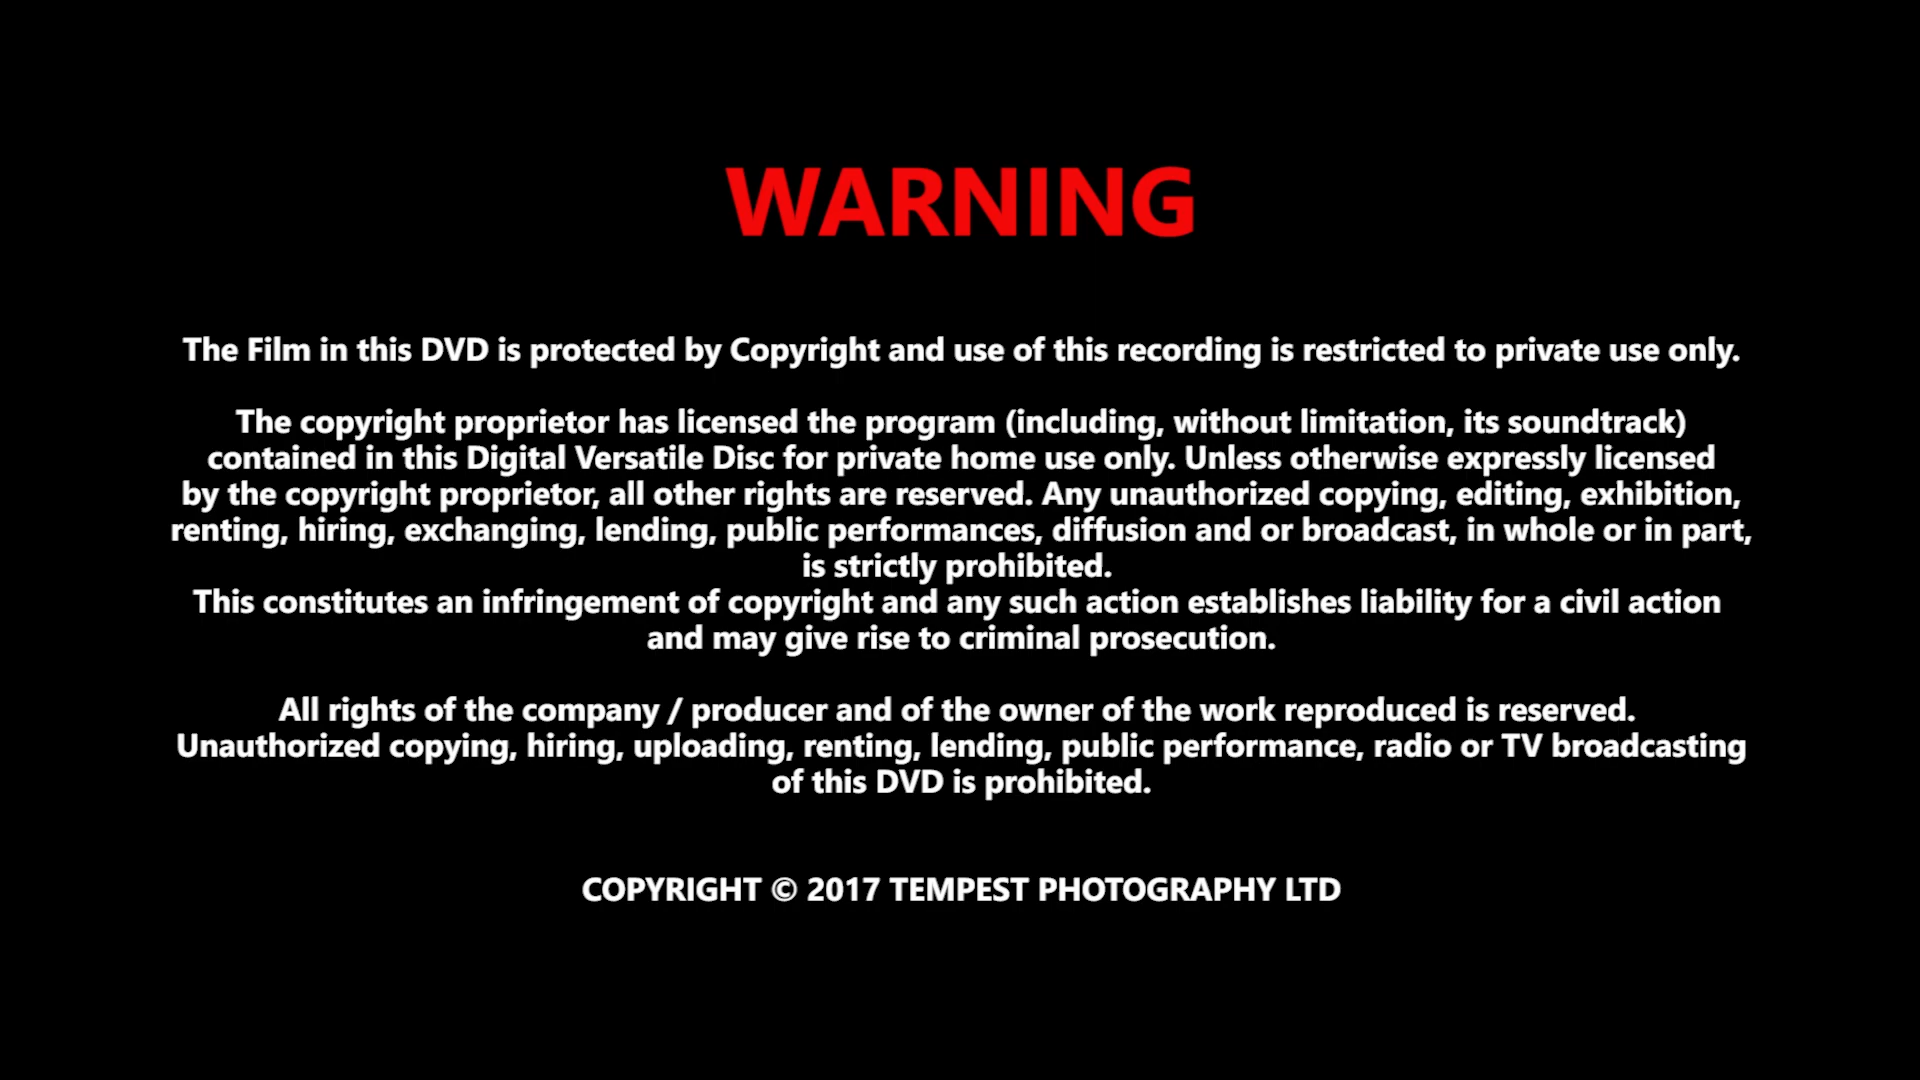 WARNING
The Film in this DVD is protected by Copyright and use of this recording is restricted to private use only.
The copyright proprietor has licensed the program (including, without limitation, its soundtrack)
contained in this Digital Versatile Disc for private home use only. Unless otherwise expressly licensed
by the copyright proprietor, all other rights are reserved. Any unauthorized copying, editing, exhibition,
renting, hiring, exchanging, lending, public performances, diffusion and or broadcast, in whole or in part,
is strictly prohibited.
This constitutes an infringement of copyright and any such action establishes liability for a civil action
and may give rise to criminal prosecution.
All rights of the company / producer and of the owner of the work reproduced is reserved.
Unauthorized copying, hiring, uploading, renting, lending, public performance, radio or TV broadcasting
of this DVD is prohibited.
COPYRIGHT © 2017 TEMPEST PHOTOGRAPHY LTD